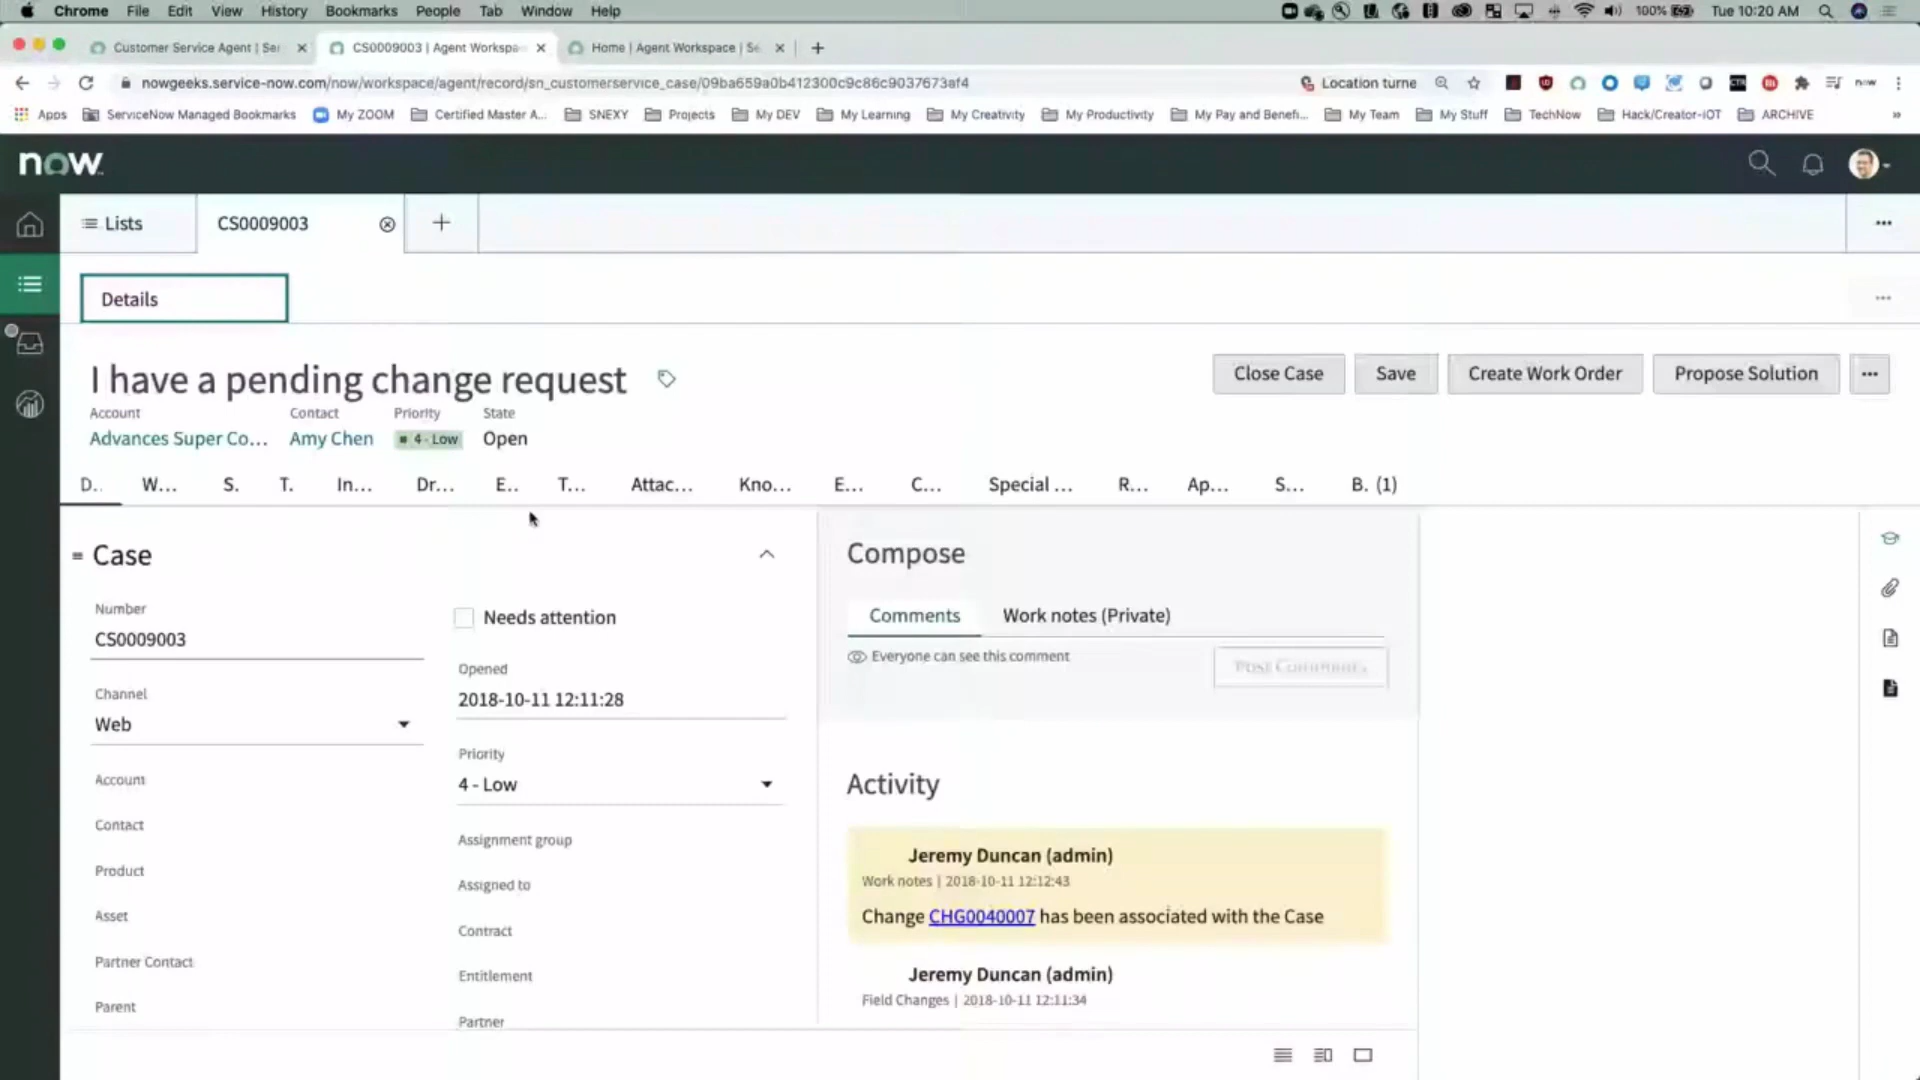 Chrome File Edit View History Bookmarks People Tab Window Help 100% Tue 10:20 AM
Customer Service Agent | Ser CS0009003 | Agent Workspa Home | Agent Workspace | Se
nowgeeks.service-now.com/now/workspace/agent/record/sn_customerservice_case/09ba659a0b412300c9c86c9037673af4 Location turne now
Apps ServiceNow Managed Bookmarks My ZOOM Certified Master A... SNEXY Projects My DEV My Learning My Creativity My Productivity My Pay and Benefi... My Team My Stuff TechNow Hack/Creator-iOT ARCHIVE »
now
Lists CS0009003
Details
I have a pending change request
Close Case Save Create Work Order Propose Solution
Account Contact Priority State
Advances Super Co... Amy Chen 4 - Low Open
D.. W... S. T. In... Dr... E.. T... Attac... Kno... E... C... Special ... R... Ap... S... B. (1)
Case
Number
CS0009003
Channel
Web
Account
Contact
Product
Asset
Partner Contact
Parent
Needs attention
Opened
2018-10-11 12:11:28
Priority
4 - Low
Assignment group
Assigned to
Contract
Entitlement
Partner
Compose
Comments Work notes (Private)
Everyone can see this comment
Post Comments
Activity
Jeremy Duncan (admin)
Work notes | 2018-10-11 12:12:43
Change CHG0040007 has been associated with the Case
Jeremy Duncan (admin)
Field Changes | 2018-10-11 12:11:34